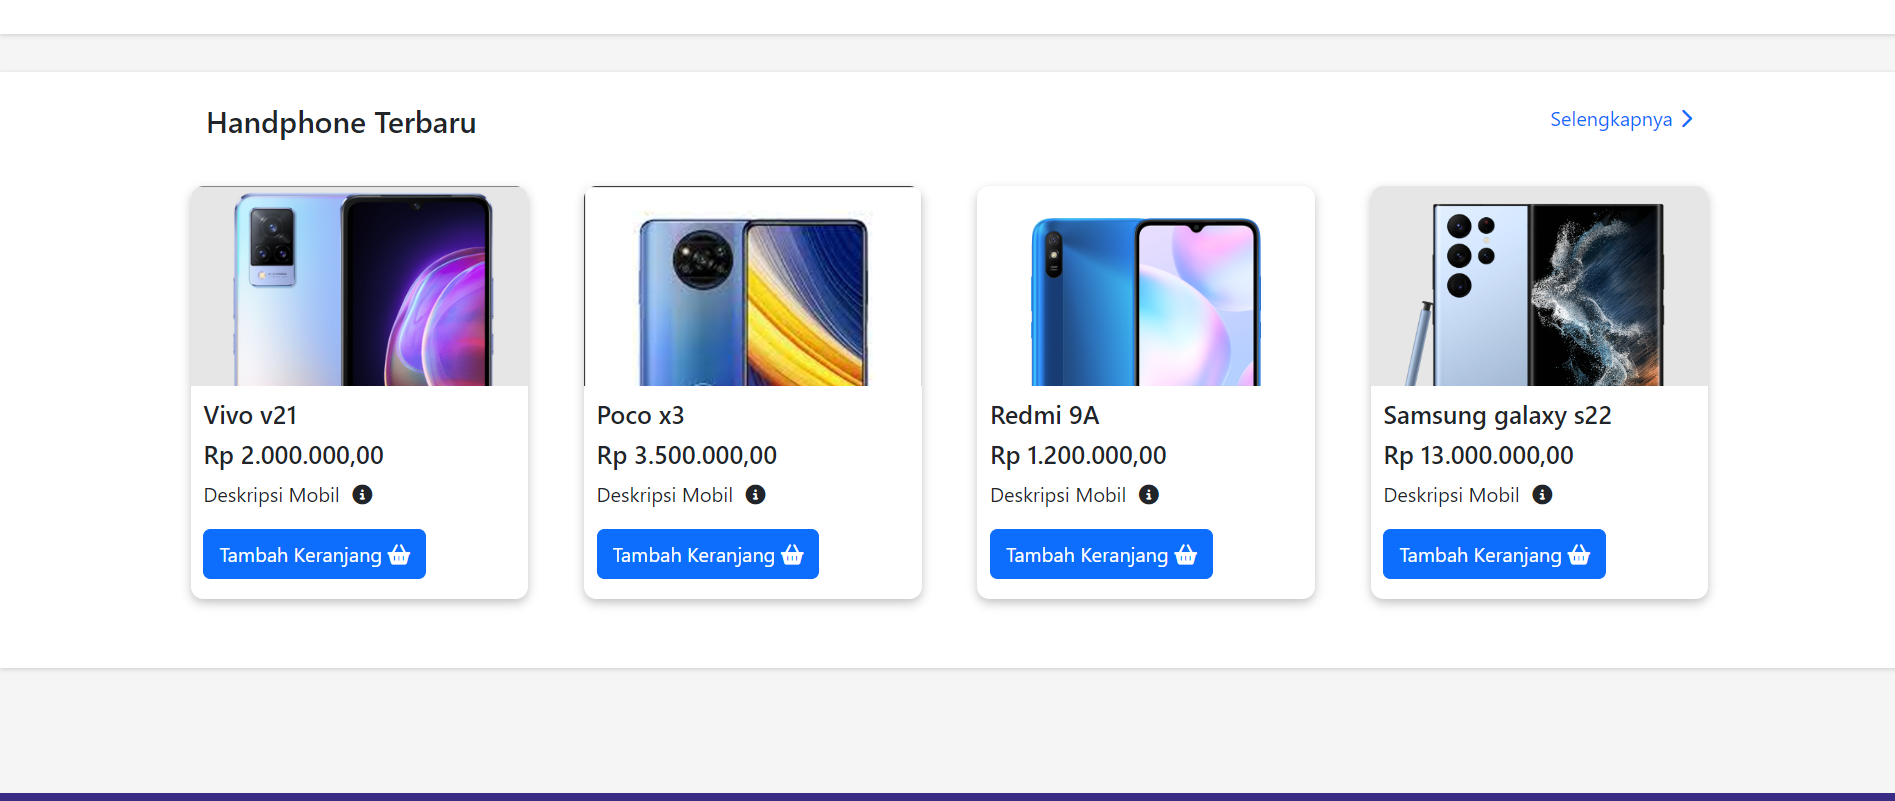 Handphone Terbaru
Selengkapnya
Vivo v21
Rp 2.000.000,00
Deskripsi Mobil
Tambah Keranjang
Poco x3
Rp 3.500.000,00
Deskripsi Mobil
Tambah Keranjang
Redmi 9A
Rp 1.200.000,00
Deskripsi Mobil
Tambah Keranjang
Samsung galaxy s22
Rp 13.000.000,00
Deskripsi Mobil
Tambah Keranjang